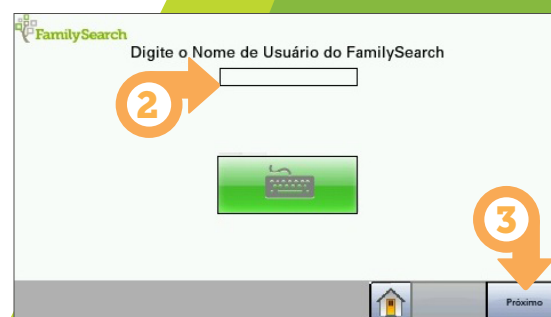 FamilySearch
Digite o Nome de Usuário do FamilySearch
2
3
Próximo